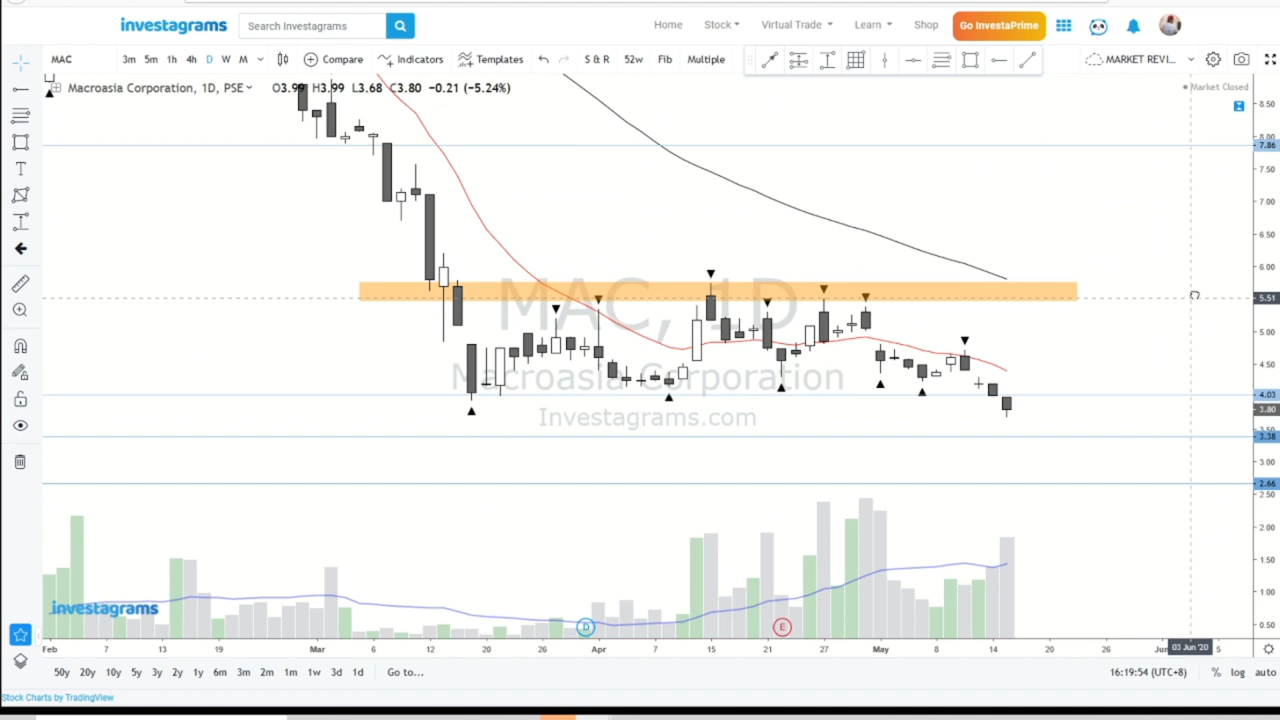 investagrams
Search Investagrams
Home
Stock
Virtual Trade
Learn
Shop
Go InvestaPrime
MAC
3m 5m 1h 4h D W
Compare
Indicators
Templates
S & R
52w
Fib
Multiple
MARKET REVI...
Macroasia Corporation, 1D, PSE
O3.99 H3.99 L3.68 C3.80 −0.21 (−5.24%)
Market Closed
8.50
8.00
7.86
7.50
7.00
6.50
6.00
5.51
5.00
4.50
4.03
3.80
3.50
3.38
3.00
2.66
2.50
2.00
1.50
1.00
0.50
MAC, 1D
Macroasia Corporation
Investagrams.com
investagrams
D
E
Feb 7 13 19 Mar 6 12 20 26 Apr 7 15 21 27 May 8 14 20 26 Jun 03 Jun '20 5
50y 20y 10y 5y 3y 2y 1y 6m 3m 2m 1m 1w 3d 1d Go to...
16:19:54 (UTC+8) % log auto
Stock Charts by TradingView